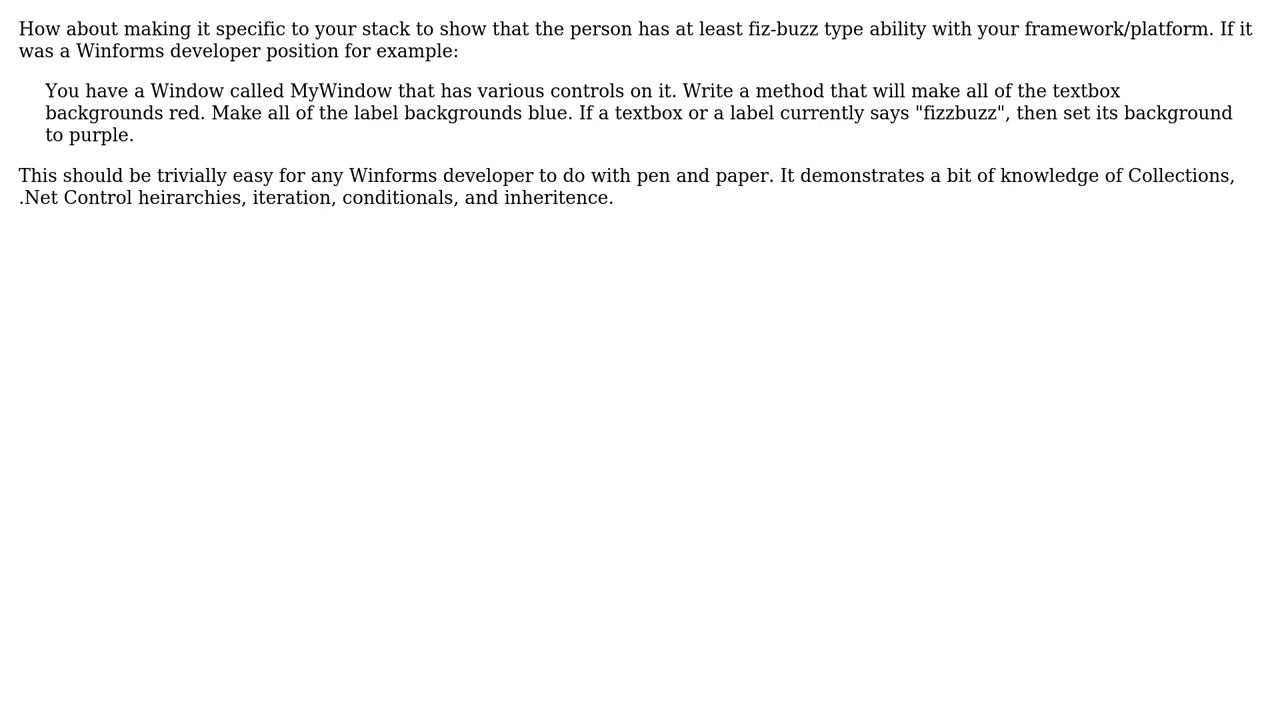 How about making it specific to your stack to show that the person has at least fiz-buzz type ability with your framework/platform. If it
was a Winforms developer position for example:
You have a Window called MyWindow that has various controls on it. Write a method that will make all of the textbox
backgrounds red. Make all of the label backgrounds blue. If a textbox or a label currently says "fizzbuzz", then set its background
to purple.
This should be trivially easy for any Winforms developer to do with pen and paper. It demonstrates a bit of knowledge of Collections,
.Net Control heirarchies, iteration, conditionals, and inheritence.